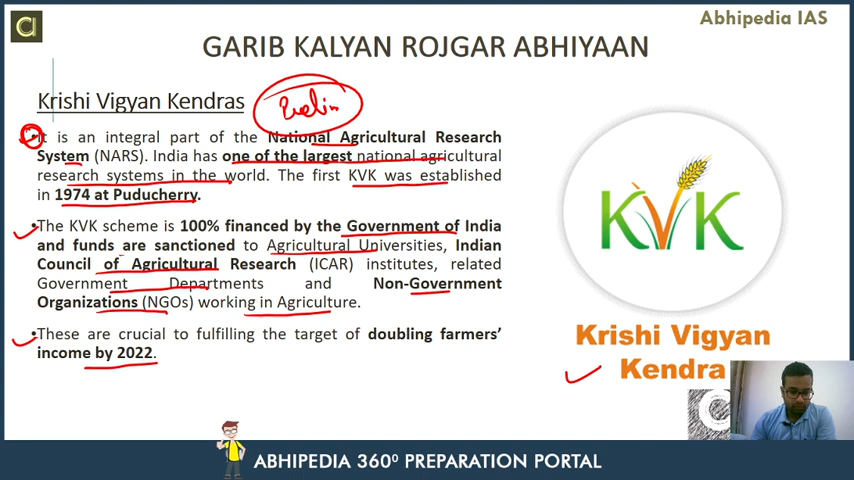 Abhipedia IAS
GARIB KALYAN ROJGAR ABHIYAAN
Krishi Vigyan Kendras
• It is an integral part of the National Agricultural Research
System (NARS). India has one of the largest national agricultural
research systems in the world. The first KVK was established
in 1974 at Puducherry.
• The KVK scheme is 100% financed by the Government of India
and funds are sanctioned to Agricultural Universities, Indian
Council of Agricultural Research (ICAR) institutes, related
Government Departments and Non-Government
Organizations (NGOs) working in Agriculture.
• These are crucial to fulfilling the target of doubling farmers’
income by 2022.
KVK
Krishi Vigyan
Kendra
ABHIPEDIA 360⁰ PREPARATION PORTAL